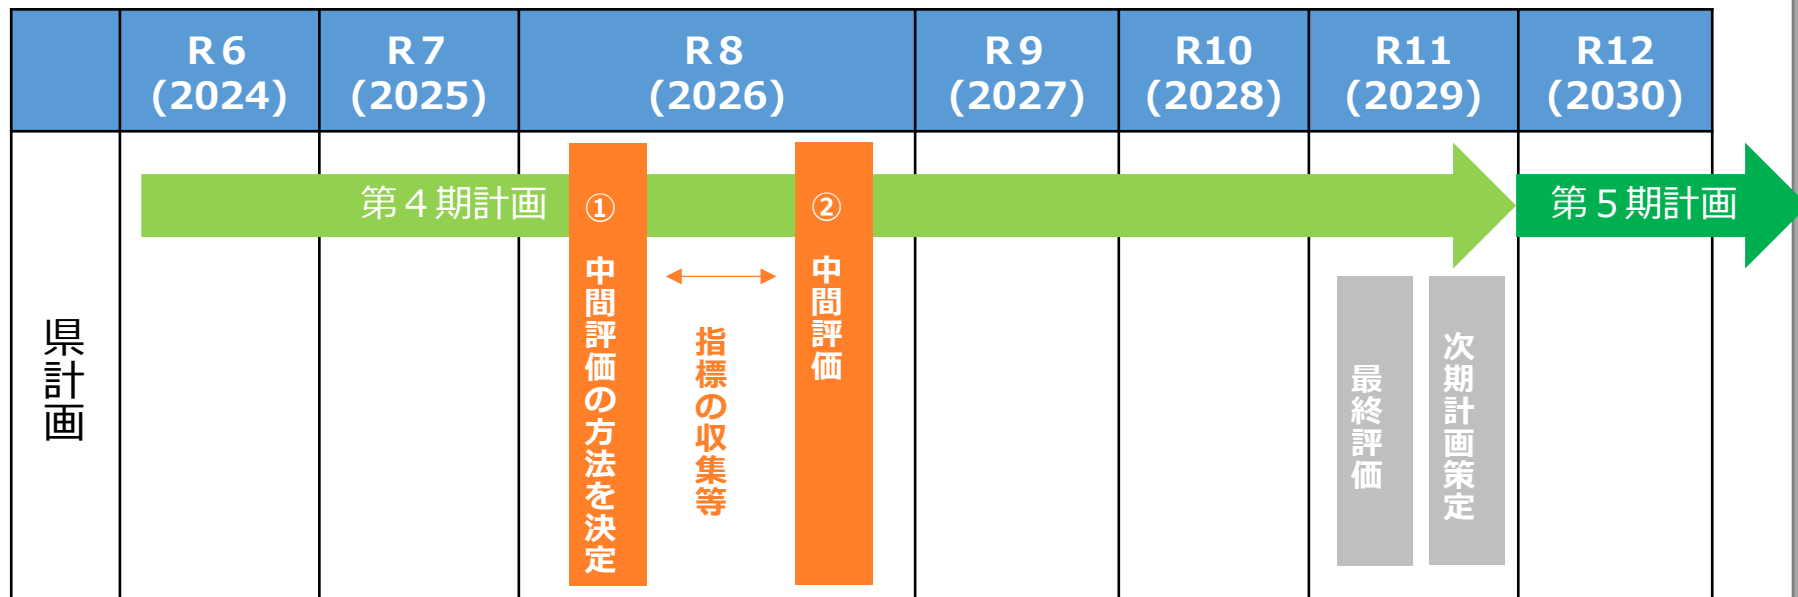 R6
(2024)
R7
(2025)
R8
(2026)
R9
(2027)
R10
(2028)
R11
(2029)
R12
(2030)
県計画
第4期計画
第5期計画
① 中間評価の方法を決定
指標の収集等
② 中間評価
最終評価
次期計画策定